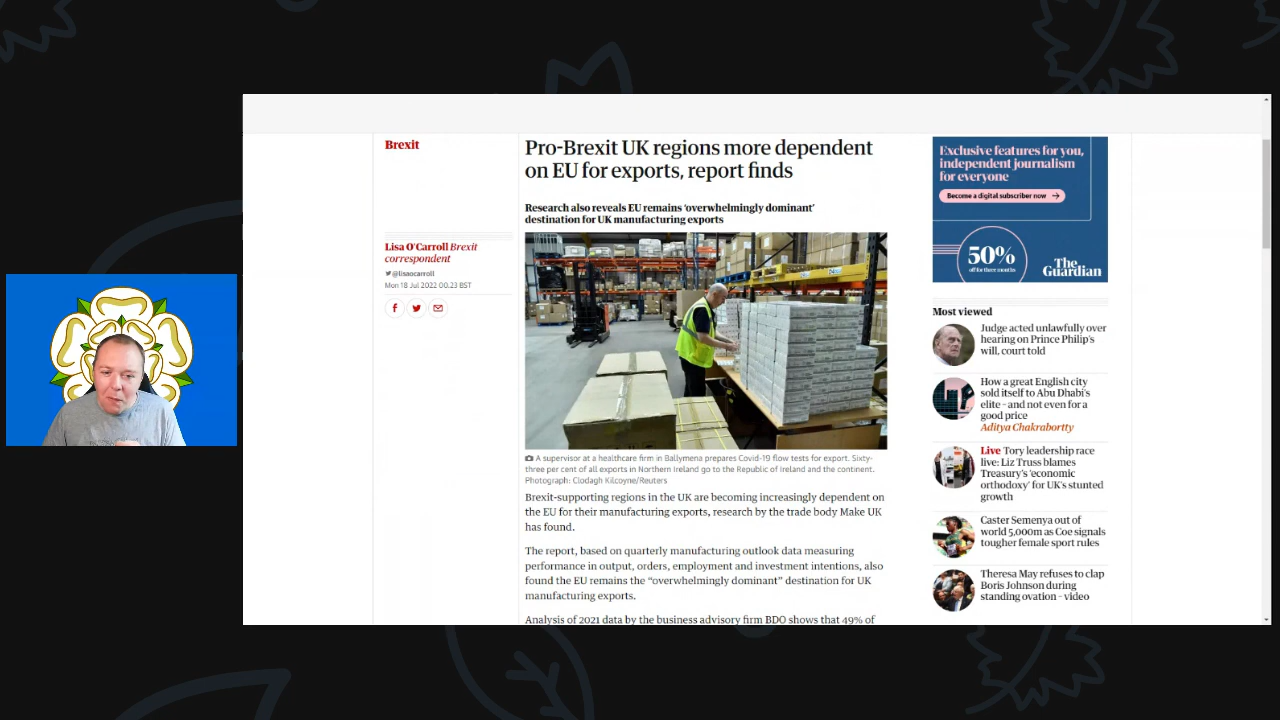 Brexit
Pro-Brexit UK regions more dependent
on EU for exports, report finds
Research also reveals EU remains ‘overwhelmingly dominant’
destination for UK manufacturing exports
Lisa O'Carroll Brexit
correspondent
@lisaocarroll
Mon 18 Jul 2022 00.23 BST
A supervisor at a healthcare firm in Ballymena prepares Covid-19 flow tests for export. Sixty-
three per cent of all exports in Northern Ireland go to the Republic of Ireland and the continent.
Photograph: Clodagh Kilcoyne/Reuters
Brexit-supporting regions in the UK are becoming increasingly dependent on
the EU for their manufacturing exports, research by the trade body Make UK
has found.
The report, based on quarterly manufacturing outlook data measuring
performance in output, orders, employment and investment intentions, also
found the EU remains the “overwhelmingly dominant” destination for UK
manufacturing exports.
Analysis of 2021 data by the business advisory firm BDO shows that 49% of
Exclusive features for you,
independent journalism
for everyone
Become a digital subscriber now
50%
off for three months
The
Guardian
Most viewed
Judge acted unlawfully over
hearing on Prince Philip's
will, court told
How a great English city
sold itself to Abu Dhabi's
elite – and not even for a
good price
Aditya Chakrabortty
Live Tory leadership race
live: Liz Truss blames
Treasury's ‘economic
orthodoxy’ for UK's stunted
growth
Caster Semenya out of
world 5,000m as Coe signals
tougher female sport rules
Theresa May refuses to clap
Boris Johnson during
standing ovation – video